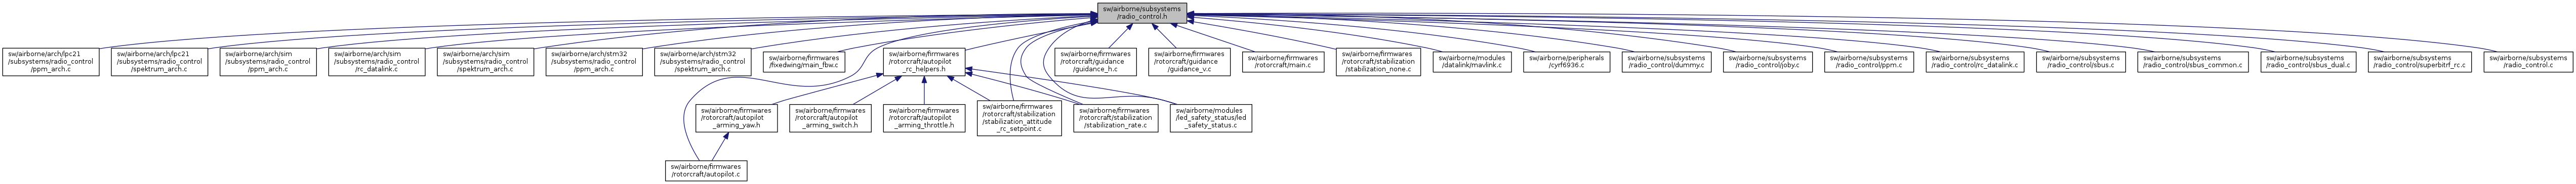 sw/airborne/subsystems
/radio_control.h
sw/airborne/arch/lpc21
/subsystems/radio_control
/ppm_arch.c
sw/airborne/arch/lpc21
/subsystems/radio_control
/spektrum_arch.c
sw/airborne/arch/sim
/subsystems/radio_control
/ppm_arch.c
sw/airborne/arch/sim
/subsystems/radio_control
/rc_datalink.c
sw/airborne/arch/sim
/subsystems/radio_control
/spektrum_arch.c
sw/airborne/arch/stm32
/subsystems/radio_control
/ppm_arch.c
sw/airborne/arch/stm32
/subsystems/radio_control
/spektrum_arch.c
sw/airborne/firmwares
/fixedwing/main_fbw.c
sw/airborne/firmwares
/rotorcraft/autopilot
_rc_helpers.h
sw/airborne/firmwares
/rotorcraft/guidance
/guidance_h.c
sw/airborne/firmwares
/rotorcraft/guidance
/guidance_v.c
sw/airborne/firmwares
/rotorcraft/main.c
sw/airborne/firmwares
/rotorcraft/stabilization
/stabilization_none.c
sw/airborne/modules
/datalink/mavlink.c
sw/airborne/peripherals
/cyrf6936.c
sw/airborne/subsystems
/radio_control/dummy.c
sw/airborne/subsystems
/radio_control/joby.c
sw/airborne/subsystems
/radio_control/ppm.c
sw/airborne/subsystems
/radio_control/rc_datalink.c
sw/airborne/subsystems
/radio_control/sbus.c
sw/airborne/subsystems
/radio_control/sbus_common.c
sw/airborne/subsystems
/radio_control/sbus_dual.c
sw/airborne/subsystems
/radio_control/superbitrf_rc.c
sw/airborne/subsystems
/radio_control.c
sw/airborne/firmwares
/rotorcraft/autopilot
_arming_yaw.h
sw/airborne/firmwares
/rotorcraft/autopilot
_arming_switch.h
sw/airborne/firmwares
/rotorcraft/autopilot
_arming_throttle.h
sw/airborne/firmwares
/rotorcraft/stabilization
/stabilization_attitude
_rc_setpoint.c
sw/airborne/firmwares
/rotorcraft/stabilization
/stabilization_rate.c
sw/airborne/modules
/led_safety_status/led
_safety_status.c
sw/airborne/firmwares
/rotorcraft/autopilot.c